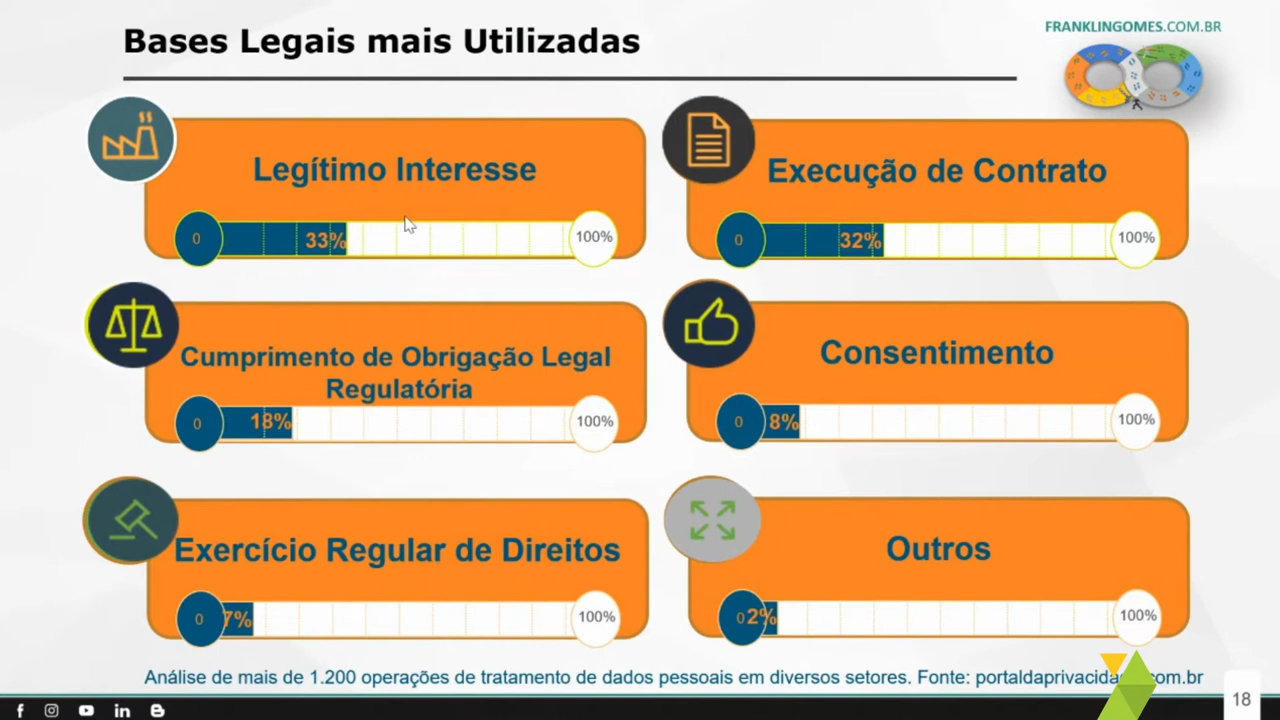 Bases Legais mais Utilizadas
FRANKLINGOMES.COM.BR
Legítimo Interesse
0 33% 100%
Execução de Contrato
0 32% 100%
Cumprimento de Obrigação Legal
Regulatória
0 18% 100%
Consentimento
0 8% 100%
Exercício Regular de Direitos
0 7% 100%
Outros
0 2% 100%
Análise de mais de 1.200 operações de tratamento de dados pessoais em diversos setores. Fonte: .com.br
18